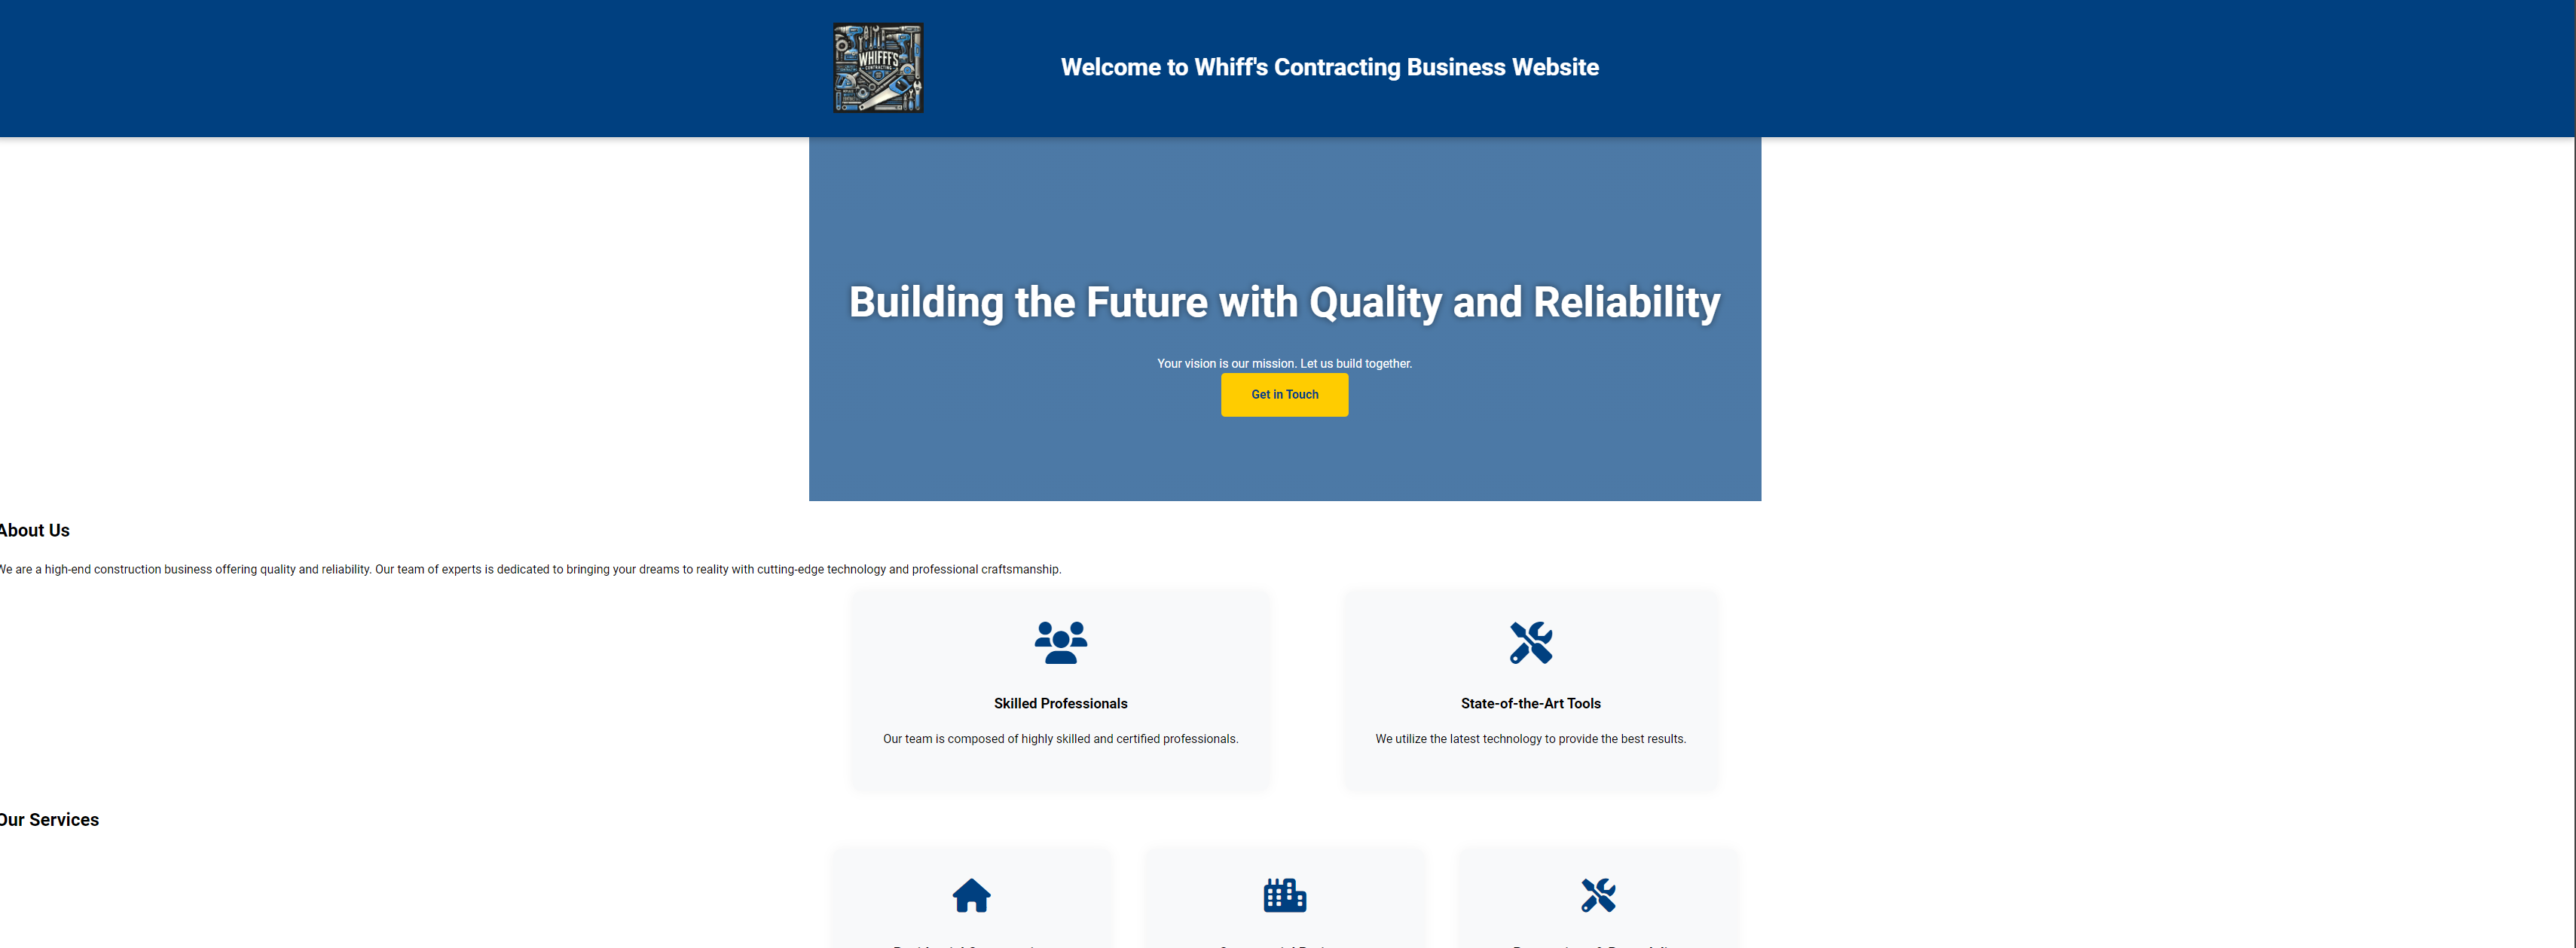 WHIFFF'S
CONTRACTING
Welcome to Whiff's Contracting Business Website
Building the Future with Quality and Reliability
Your vision is our mission. Let us build together.
Get in Touch
About Us
We are a high-end construction business offering quality and reliability. Our team of experts is dedicated to bringing your dreams to reality with cutting-edge technology and professional craftsmanship.
Skilled Professionals
State-of-the-Art Tools
Our team is composed of highly skilled and certified professionals.
We utilize the latest technology to provide the best results.
Our Services